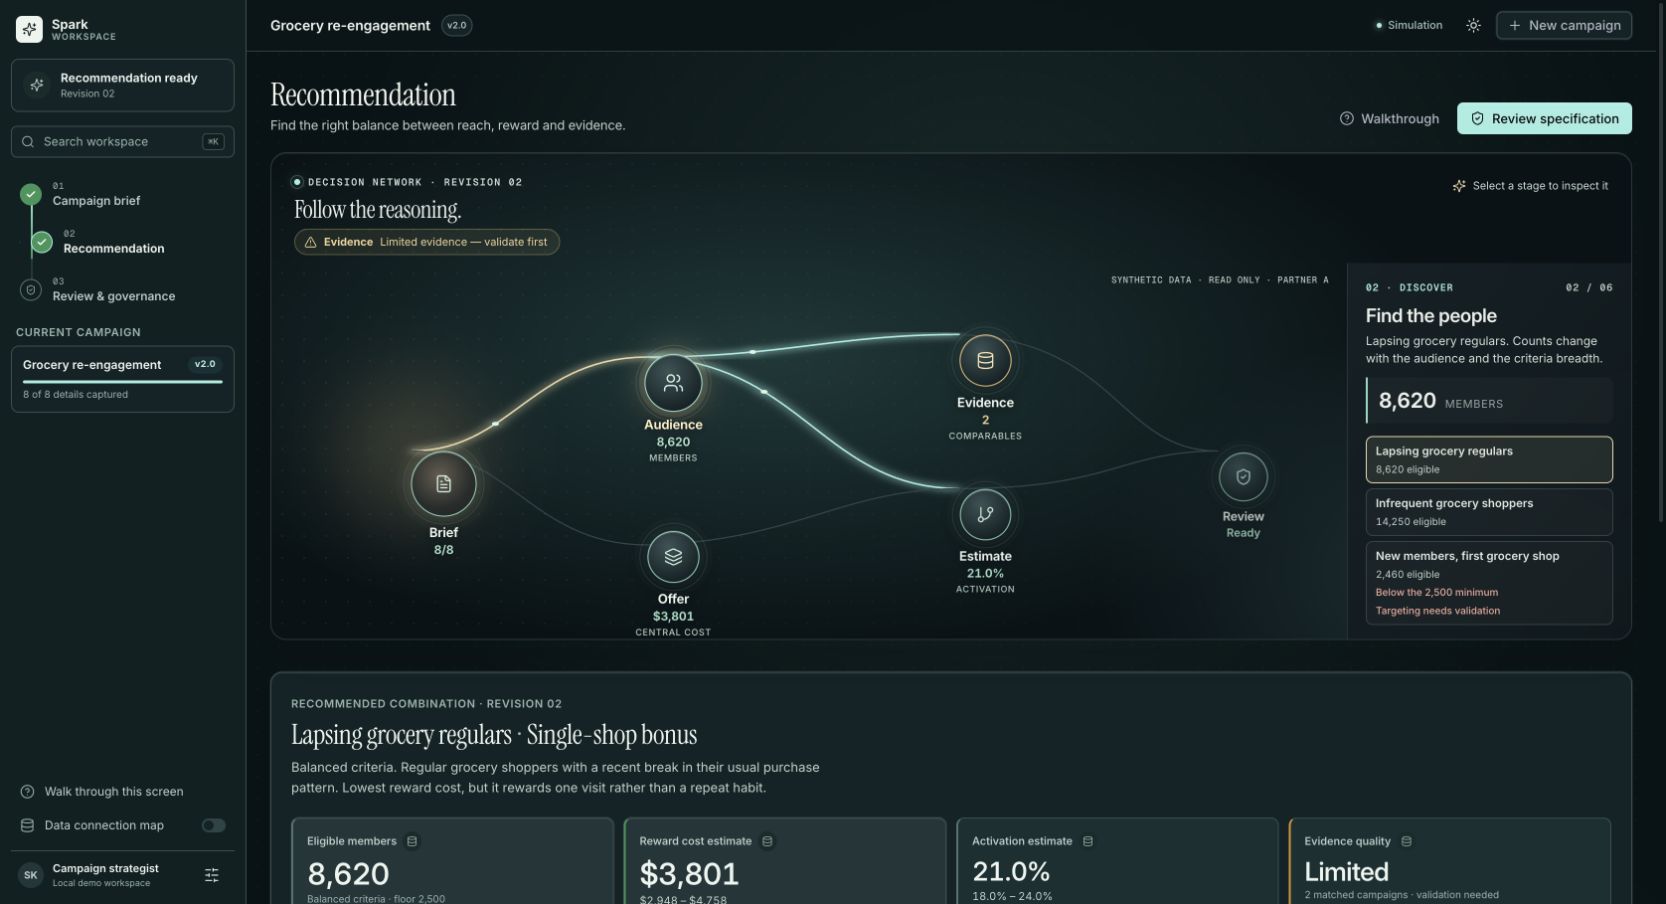 Spark
WORKSPACE
Recommendation ready
Revision 02
Search workspace
⌘K
01
Campaign brief
02
Recommendation
03
Review & governance
CURRENT CAMPAIGN
Grocery re-engagement
v2.0
8 of 8 details captured
Walk through this screen
Data connection map
SK
Campaign strategist
Local demo workspace
Grocery re-engagement
v2.0
Simulation
New campaign
Recommendation
Find the right balance between reach, reward and evidence.
Walkthrough
Review specification
DECISION NETWORK · REVISION 02
Follow the reasoning.
Evidence Limited evidence — validate first
Select a stage to inspect it
SYNTHETIC DATA · READ ONLY · PARTNER A
Brief
8/8
Audience
8,620
MEMBERS
Offer
$3,801
CENTRAL COST
Evidence
2
COMPARABLES
Estimate
21.0%
ACTIVATION
Review
Ready
02 · DISCOVER
02 / 06
Find the people
Lapsing grocery regulars. Counts change
with the audience and the criteria breadth.
8,620 MEMBERS
Lapsing grocery regulars
8,620 eligible
Infrequent grocery shoppers
14,250 eligible
New members, first grocery shop
2,460 eligible
Below the 2,500 minimum
Targeting needs validation
RECOMMENDED COMBINATION · REVISION 02
Lapsing grocery regulars · Single-shop bonus
Balanced criteria. Regular grocery shoppers with a recent break in their usual purchase
pattern. Lowest reward cost, but it rewards one visit rather than a repeat habit.
Eligible members
8,620
Balanced criteria · floor 2,500
Reward cost estimate
$3,801
$2,948 – $4,758
Activation estimate
21.0%
18.0% – 24.0%
Evidence quality
Limited
2 matched campaigns · validation needed